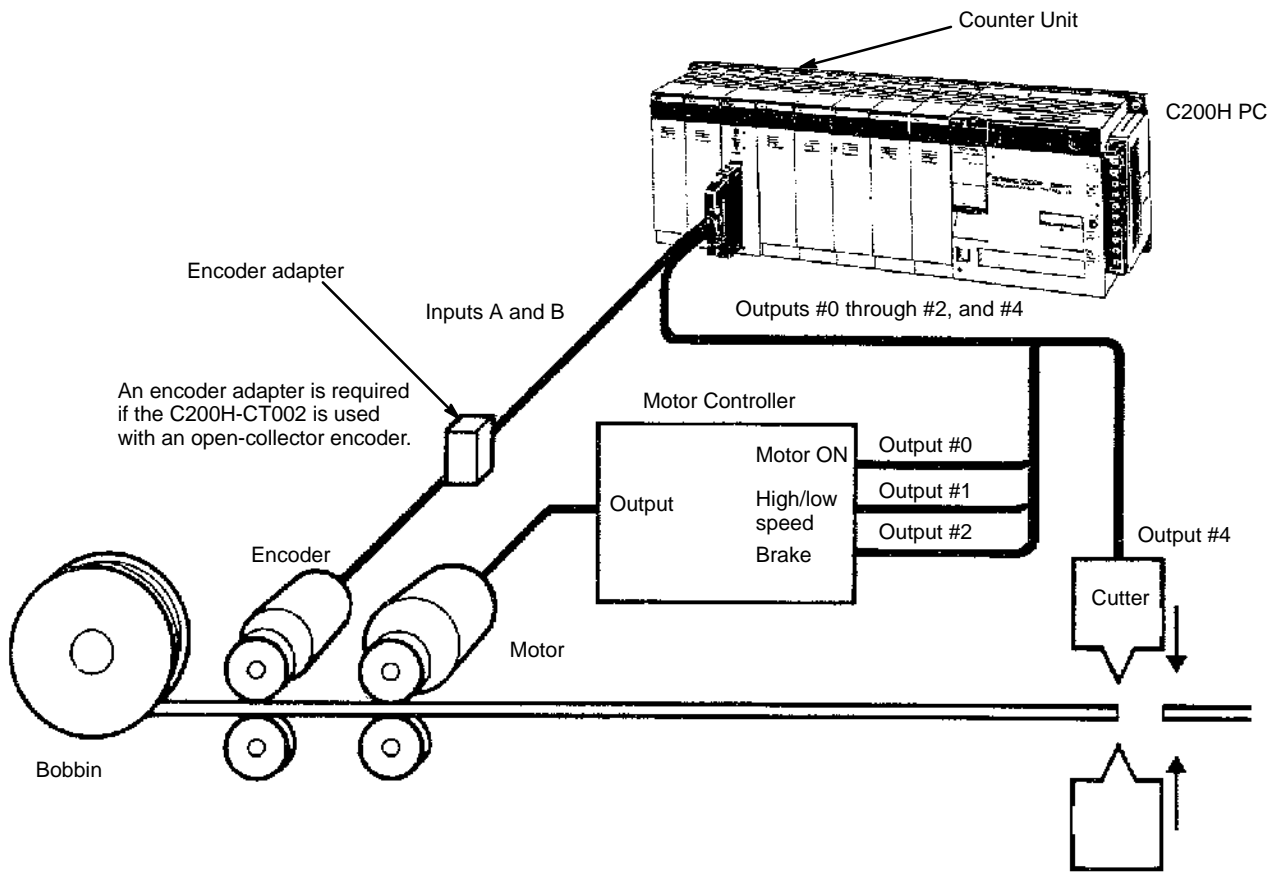 Counter Unit
C200H PC
Encoder adapter
Inputs A and B
Outputs #0 through #2, and #4
An encoder adapter is required
if the C200H-CT002 is used
with an open-collector encoder.
Motor Controller
Motor ON
Output #0
Output
High/low
speed
Output #1
Brake
Output #2
Output #4
Encoder
Cutter
Motor
Bobbin